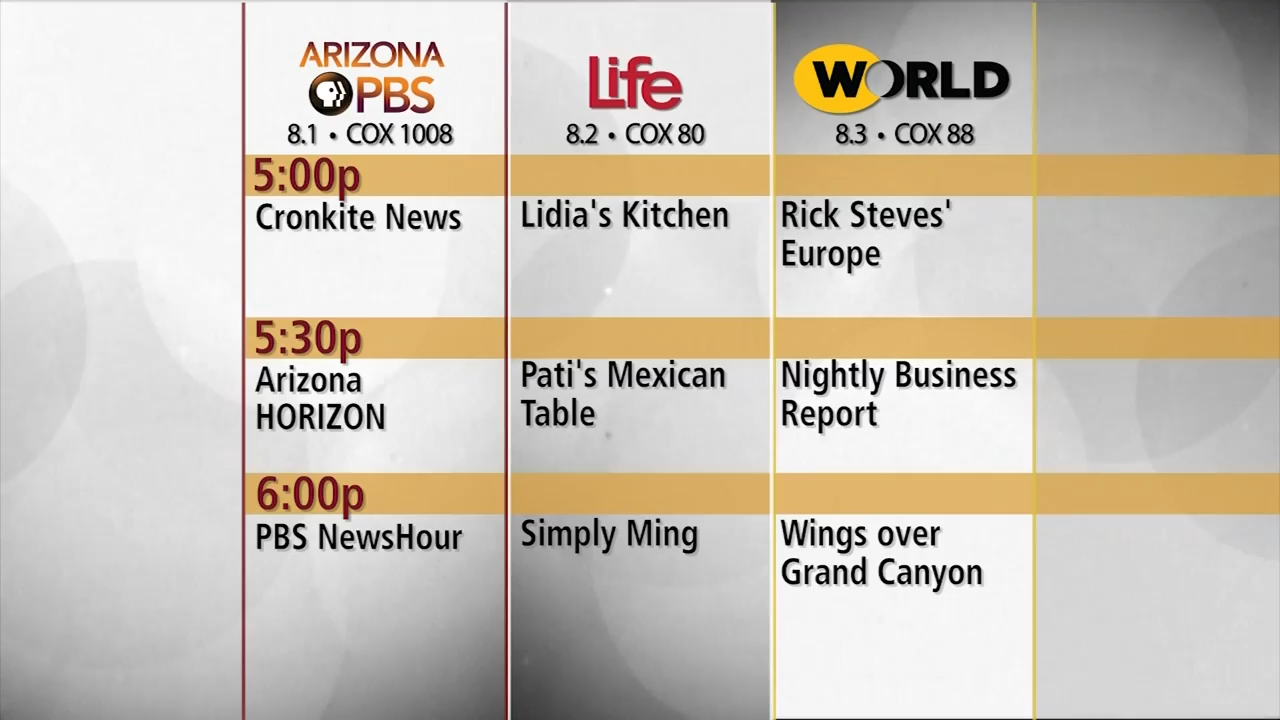 ARIZONA
PBS
8.1 • COX 1008
Life
8.2 • COX 80
WORLD
8.3 • COX 88
5:00p
Cronkite News
Lidia's Kitchen
Rick Steves'
Europe
5:30p
Arizona
HORIZON
Pati's Mexican
Table
Nightly Business
Report
6:00p
PBS NewsHour
Simply Ming
Wings over
Grand Canyon